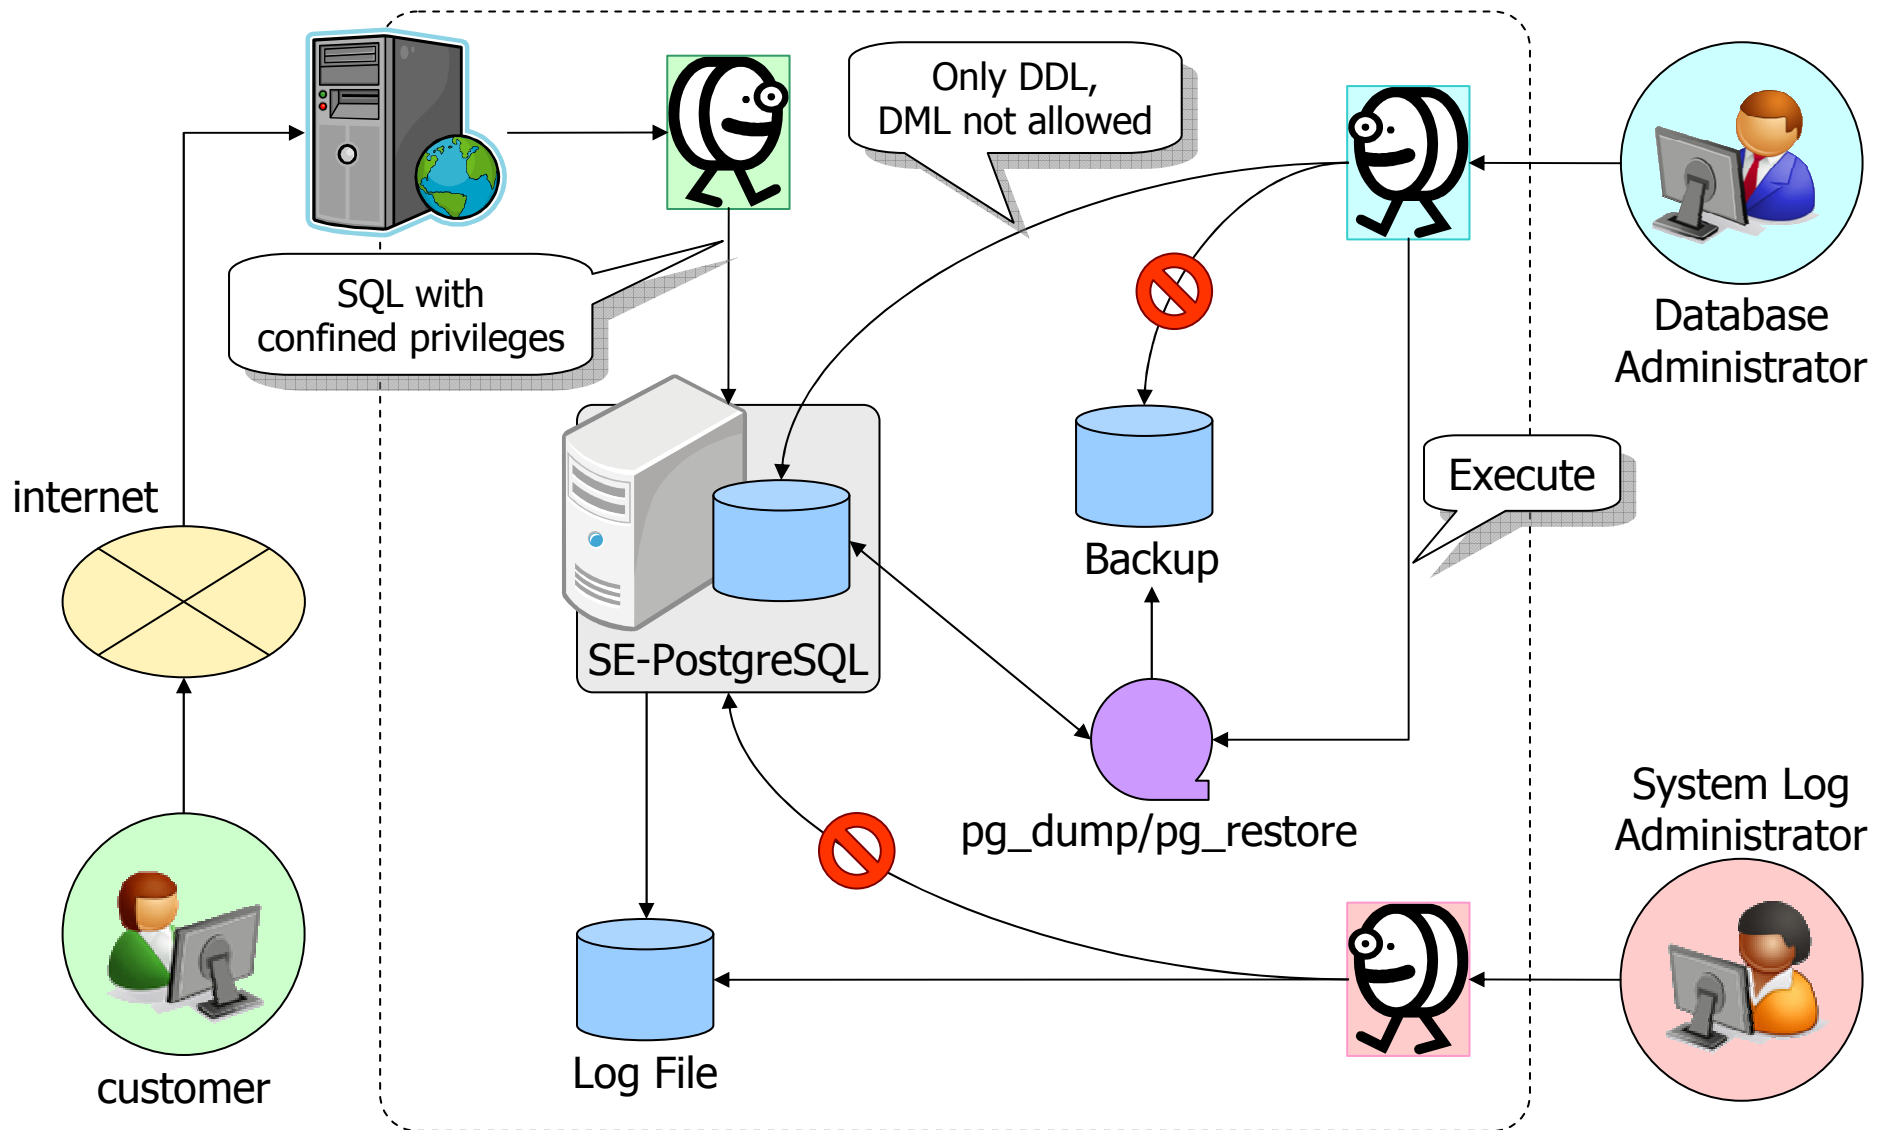 Only DDL,
DML not allowed
SQL with
confined privileges
Database
Administrator
internet
Execute
Backup
SE-PostgreSQL
System Log
Administrator
pg_dump/pg_restore
Log File
customer